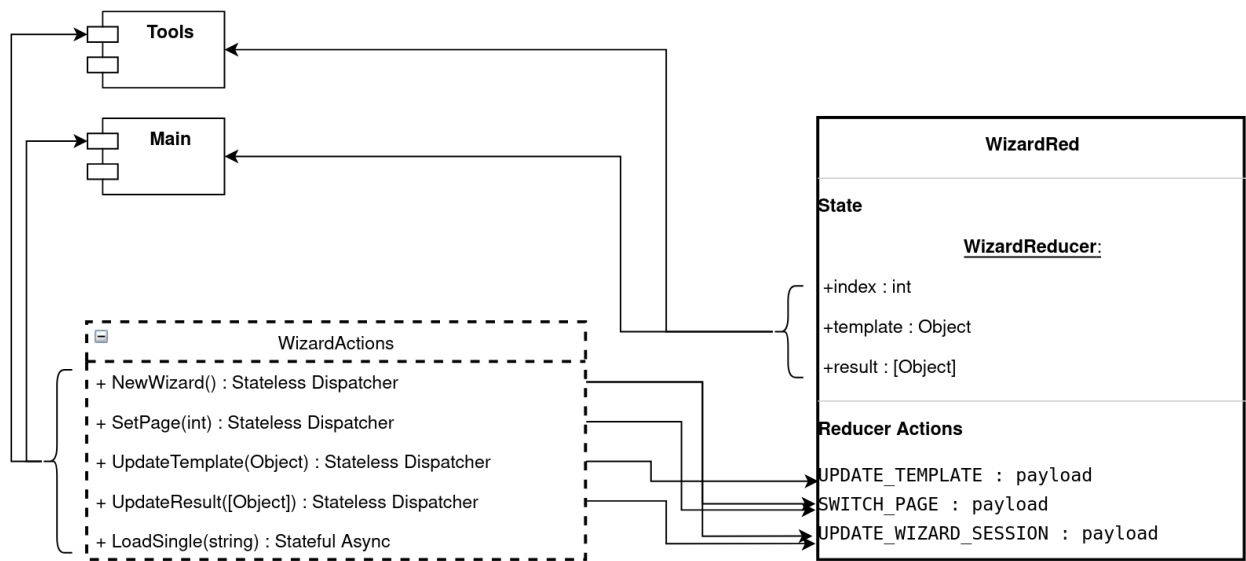 Tools
Main
WizardRed
State
WizardReducer:
+index : int
+template : Object
+result : [Object]
WizardActions
+ NewWizard() : Stateless Dispatcher
+ SetPage(int) : Stateless Dispatcher
+ UpdateTemplate(Object) : Stateless Dispatcher
+ UpdateResult([Object]) : Stateless Dispatcher
+ LoadSingle(string) : Stateful Async
Reducer Actions
UPDATE_TEMPLATE : payload
SWITCH_PAGE : payload
UPDATE_WIZARD_SESSION : payload